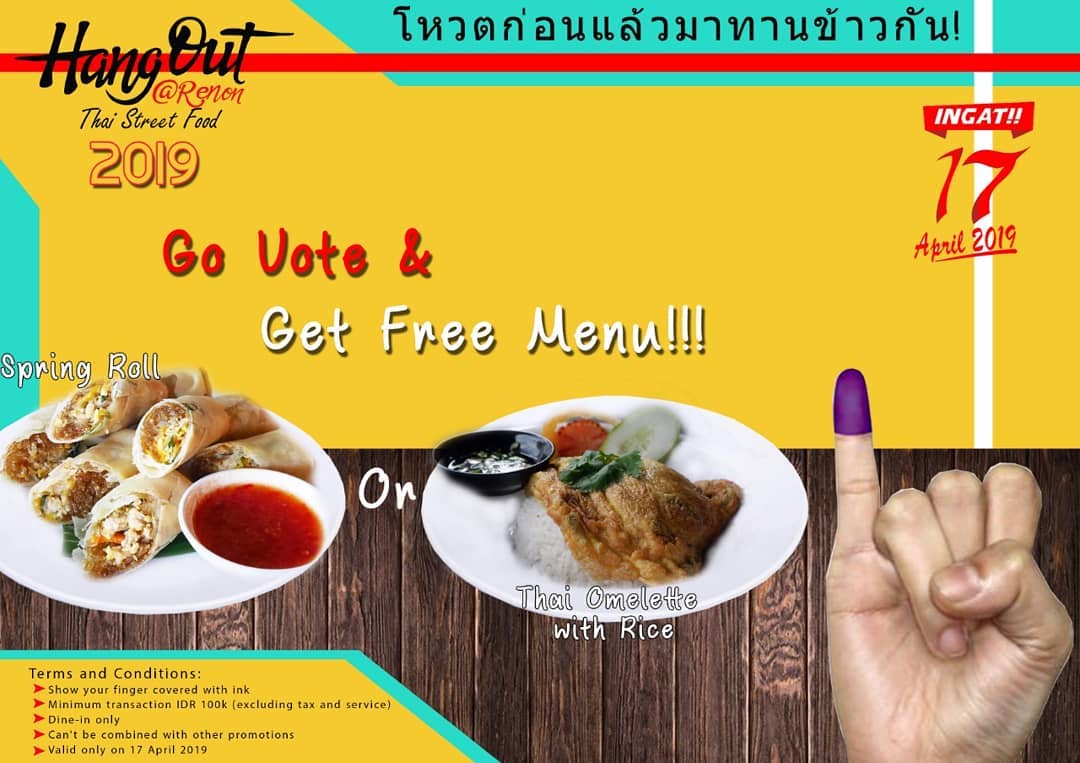 HangOut
@Renon
Thai Street Food
2019
โหวตก่อนแล้วมาทานข้าวกัน!
INGAT!!
17
April 2019
Go Vote &
Get Free Menu!!!
Spring Roll
Or
Thai Omelette
with Rice
Terms and Conditions:
Show your finger covered with ink
Minimum transaction IDR 100k (excluding tax and service)
Dine-in only
Can't be combined with other promotions
Valid only on 17 April 2019